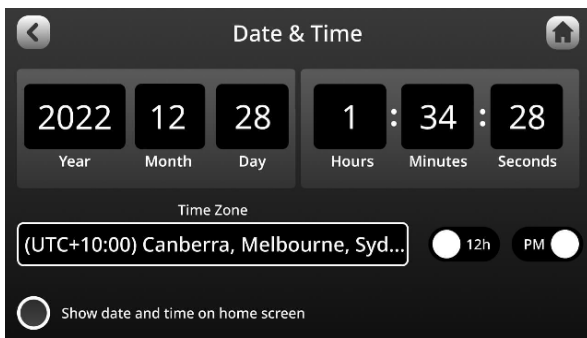 Date & Time
2022 12 28 1 : 34 : 28
Year Month Day Hours Minutes Seconds
Time Zone
(UTC+10:00) Canberra, Melbourne, Syd... 12h PM
Show date and time on home screen